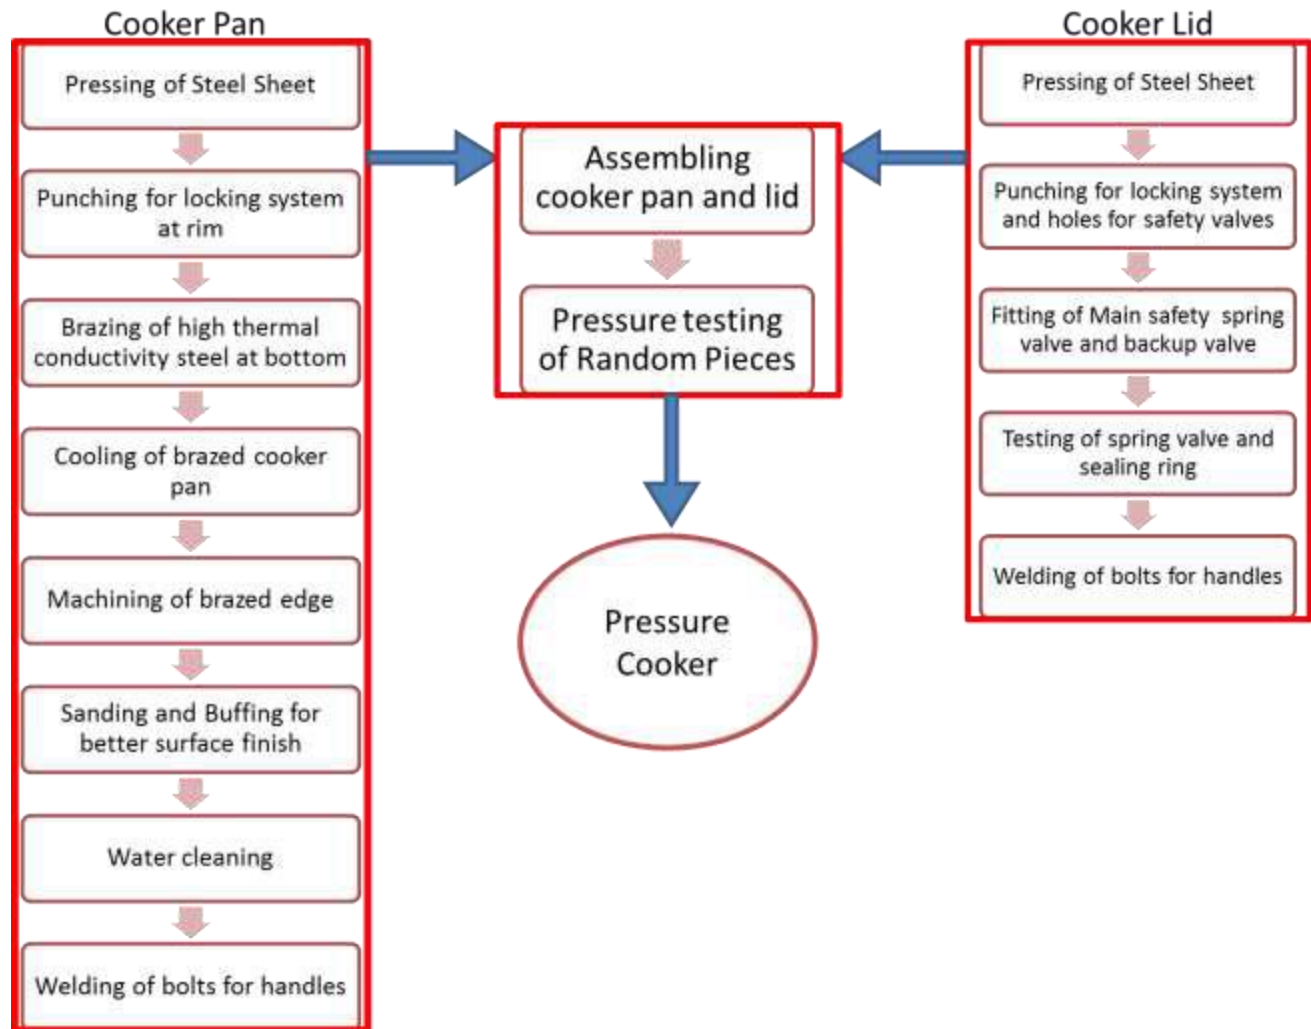 Cooker Pan
Pressing of Steel Sheet
Punching for locking system
at rim
Brazing of high thermal
conductivity steel at bottom
Cooling of brazed cooker
pan
Machining of brazed edge
Sanding and Buffing for
better surface finish
Water cleaning
Welding of bolts for handles
Assembling
cooker pan and lid
Pressure testing
of Random Pieces
Pressure
Cooker
Cooker Lid
Pressing of Steel Sheet
Punching for locking system
and holes for safety valves
Fitting of Main safety spring
valve and backup valve
Testing of spring valve and
sealing ring
Welding of bolts for handles